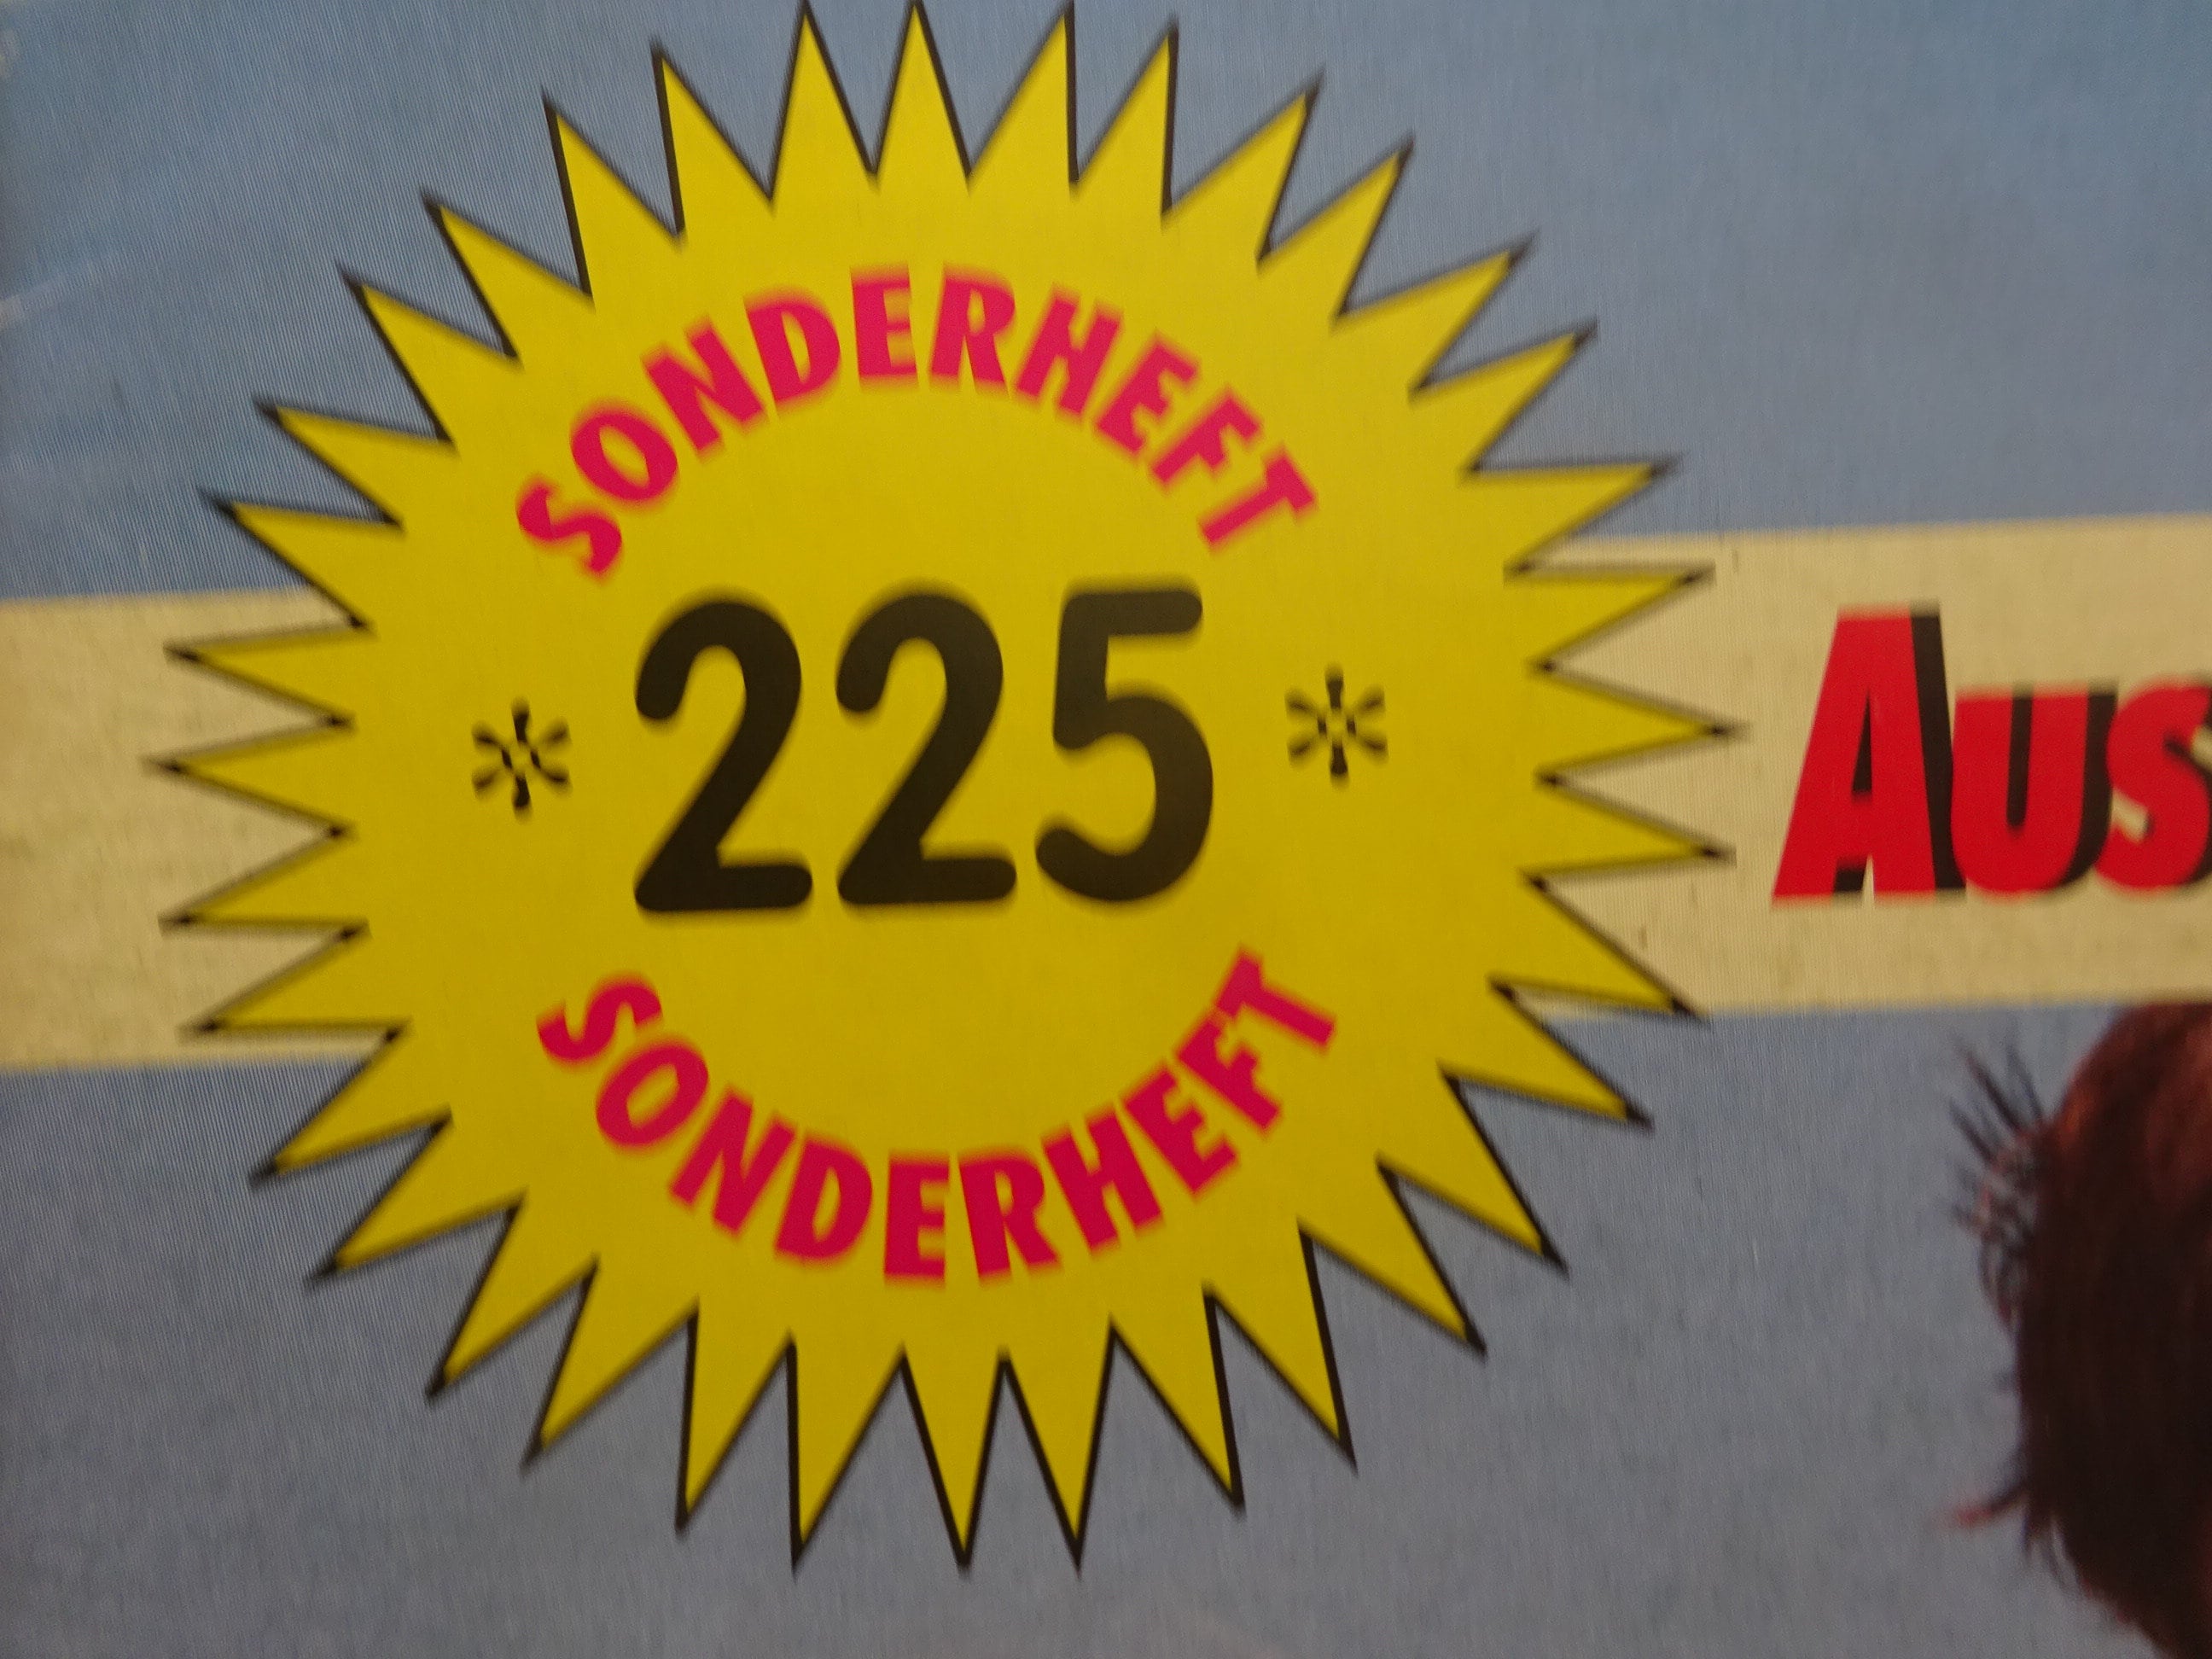 SONDERHEFT
* 225 *
SONDERHEFT
Aus